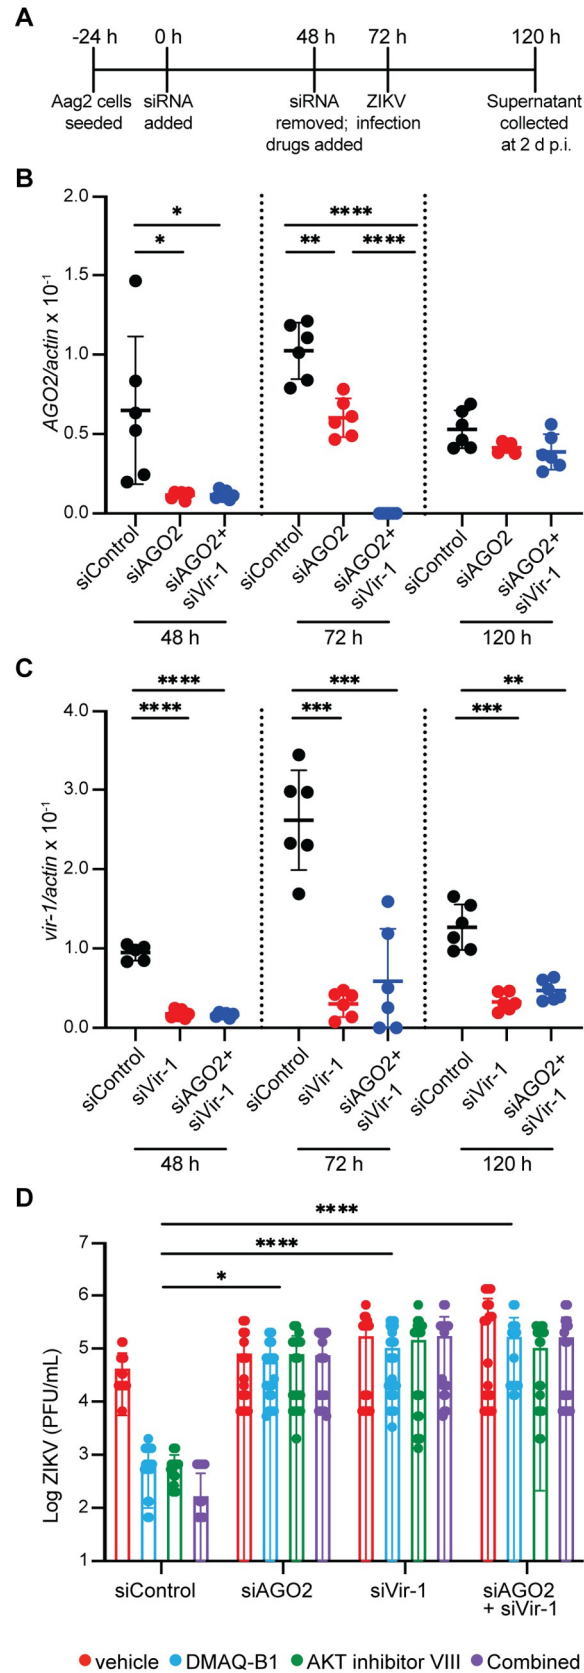 A
-24 h 0 h 48 h 72 h 120 h
Aag2 cells siRNA siRNA ZIKV Supernatant
seeded added removed; infection collected
drugs added at 2 d p.i.
B
* ****
* ** ****
2.0
1.5
1.0
0.5
0.0
AGO2/actin x 10-1
siControl siAGO2 siAGO2+ siVir-1 siControl siAGO2 siAGO2+ siVir-1 siControl siAGO2 siAGO2+ siVir-1
48 h 72 h 120 h
C
**** *** **
**** *** ***
4.0
3.0
2.0
1.0
0.0
vir-1/actin x 10-1
siControl siVir-1 siAGO2+ siVir-1 siControl siVir-1 siAGO2+ siVir-1 siControl siVir-1 siAGO2+ siVir-1
48 h 72 h 120 h
D
****
****
*
7
6
5
4
3
2
1
Log ZIKV (PFU/mL)
siControl siAGO2 siVir-1 siAGO2
+ siVir-1
vehicle DMAQ-B1 AKT inhibitor VIII Combined